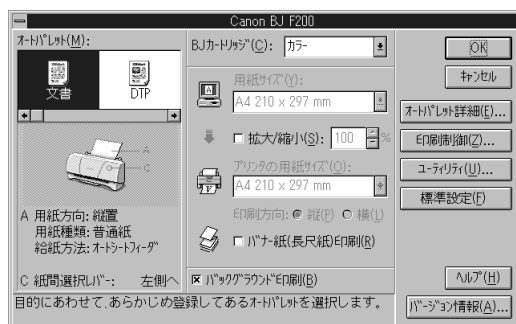 Canon BJ F200
オートパレット(M):
文書
DTP
A
C
A 用紙方向: 縦置
用紙種類: 普通紙
給紙方法: オートシートフィーダ
C 紙間選択レバー: 左側へ
BJカートリッジ(C): カラー
用紙サイズ(Y):
A4 210 x 297 mm
拡大/縮小(S): 100 %
プリンタの用紙サイズ(O):
A4 210 x 297 mm
印刷方向: 縦(P) 横(L)
バナー紙(長尺紙)印刷(R)
バックグラウンド印刷(B)
OK
キャンセル
オートパレット詳細(E)...
印刷制御(Z)...
ユーティリティ(U)...
標準設定(F)
ヘルプ(H)
バージョン情報(A)...
目的にあわせて、あらかじめ登録してあるオートパレットを選択します。